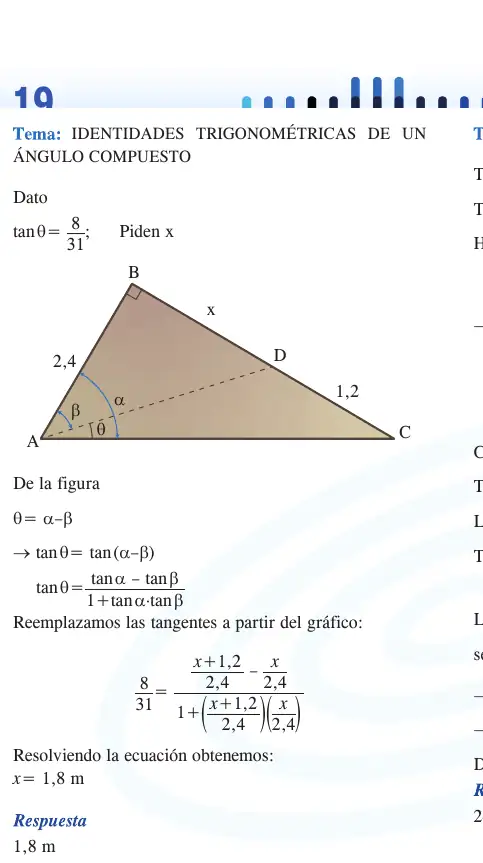 19
Tema: IDENTIDADES TRIGONOMÉTRICAS DE UN
ÁNGULO COMPUESTO
Dato
tanθ= 8/31; Piden x
B
x
D
2,4
1,2
α
β
θ
A
C
De la figura
θ= α–β
→ tanθ= tan(α–β)
tanθ= (tanα – tanβ)/(1+tanα·tanβ)
Reemplazamos las tangentes a partir del gráfico:
8/31 = ((x+1,2)/2,4 – x/2,4)/(1+((x+1,2)/2,4)(x/2,4))
Resolviendo la ecuación obtenemos:
x= 1,8 m
Respuesta
1,8 m
T
T
T
H
→
C
T
L
T
L
se
→
→
D
R
2